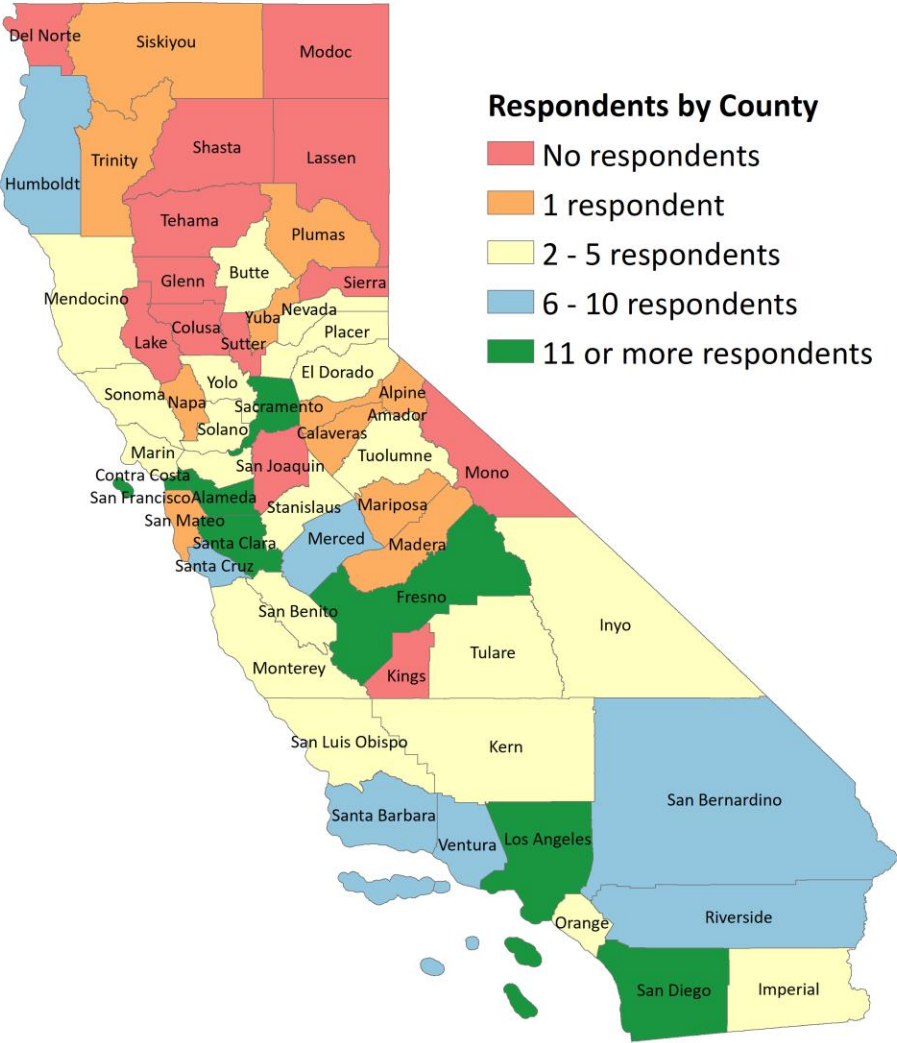 Del Norte
Siskiyou
Modoc
Respondents by County
No respondents
1 respondent
2 - 5 respondents
6 - 10 respondents
11 or more respondents
Shasta
Lassen
Trinity
Humboldt
Tehama
Plumas
Butte
Glenn
Sierra
Mendocino
Nevada
Yuba
Colusa
Placer
Lake
Sutter
El Dorado
Yolo
Sonoma
Napa
Alpine
Sacramento
Amador
Solano
Calaveras
Marin
Tuolumne
San Joaquin
Mono
Contra Costa
San Francisco
Alameda
Stanislaus
Mariposa
San Mateo
Merced
Santa Clara
Madera
Santa Cruz
Fresno
San Benito
Inyo
Tulare
Monterey
Kings
San Luis Obispo
Kern
San Bernardino
Santa Barbara
Los Angeles
Ventura
Riverside
Orange
San Diego
Imperial